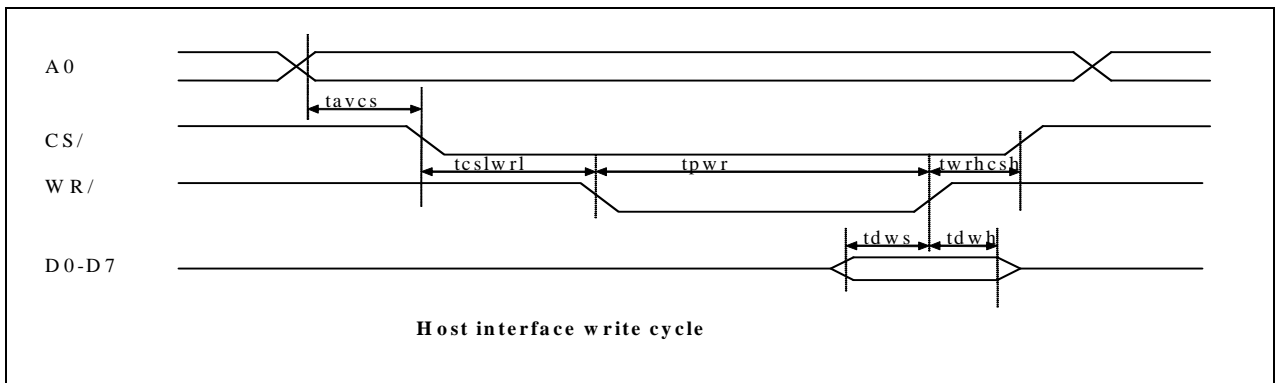 A0
tavcs
CS/
tcslwrl tpwr twrhcsh
WR/
tdws tdwh
D0-D7
Host interface write cycle